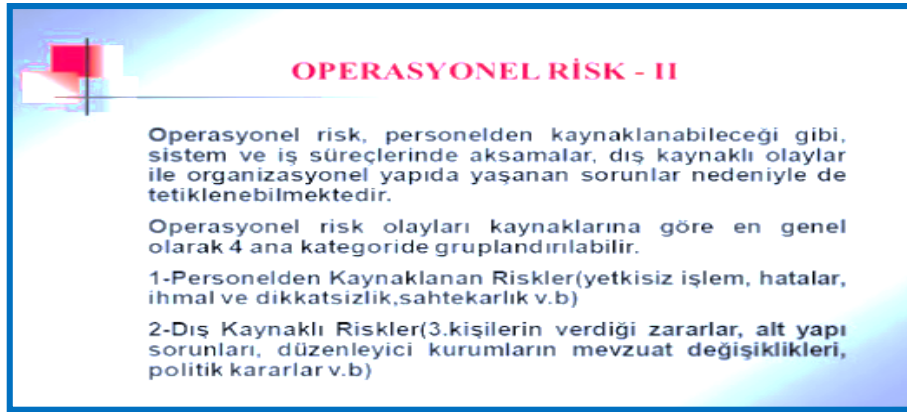 OPERASYONEL RİSK - II
Operasyonel risk, personelden kaynaklanabileceği gibi,
sistem ve iş süreçlerinde aksamalar, dış kaynaklı olaylar
ile organizasyonel yapıda yaşanan sorunlar nedeniyle de
tetiklenebilmektedir.
Operasyonel risk olayları kaynaklarına göre en genel
olarak 4 ana kategoride gruplandırılabilir.
1-Personelden Kaynaklanan Riskler(yetkisiz işlem, hatalar,
ihmal ve dikkatsizlik,sahtekarlık v.b)
2-Dış Kaynaklı Riskler(3.kişilerin verdiği zararlar, alt yapı
sorunları, düzenleyici kurumların mevzuat değişiklikleri,
politik kararlar v.b)